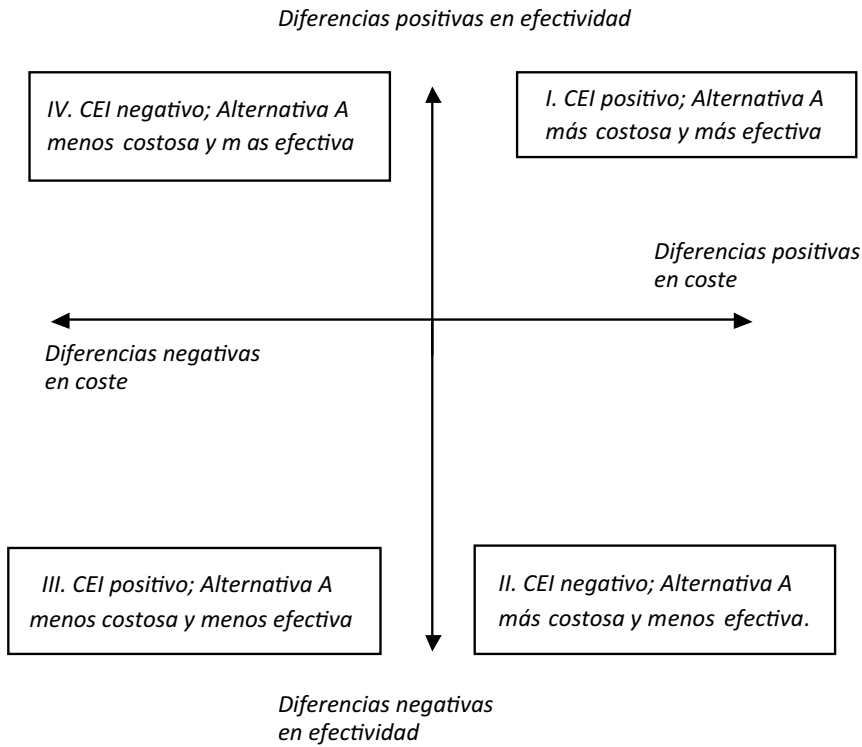 Diferencias positivas en efectividad
IV. CEI negativo; Alternativa A
menos costosa y m as efectiva
I. CEI positivo; Alternativa A
más costosa y más efectiva
Diferencias positivas
en coste
Diferencias negativas
en coste
III. CEI positivo; Alternativa A
menos costosa y menos efectiva
II. CEI negativo; Alternativa A
más costosa y menos efectiva.
Diferencias negativas
en efectividad